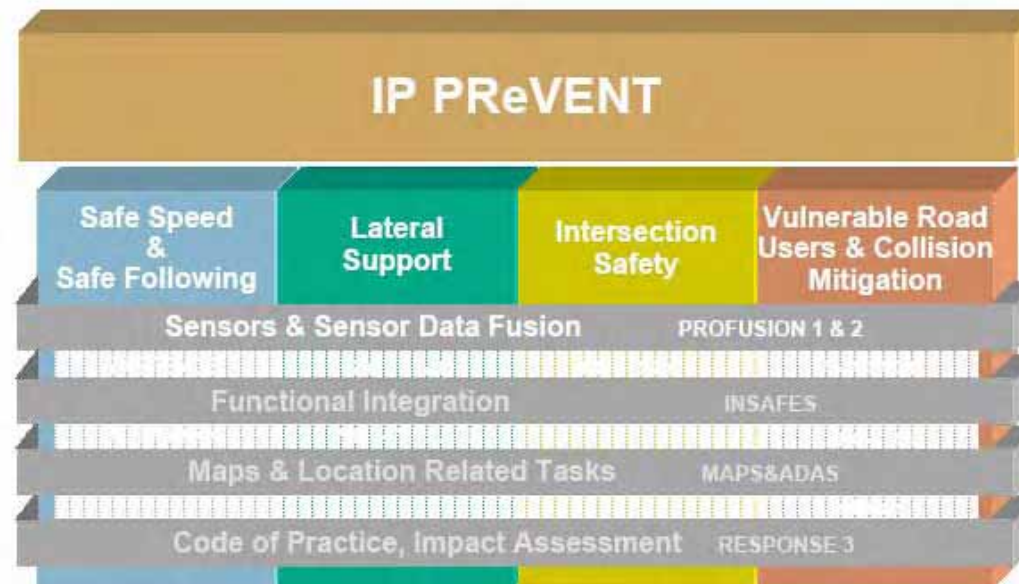 IP PReVENT
Safe Speed
&
Safe Following
Lateral
Support
Intersection
Safety
Vulnerable Road
Users & Collision
Mitigation
Sensors & Sensor Data Fusion PROFUSION 1 & 2
Functional Integration INSAFES
Maps & Location Related Tasks MAPS&ADAS
Code of Practice, Impact Assessment RESPONSE 3